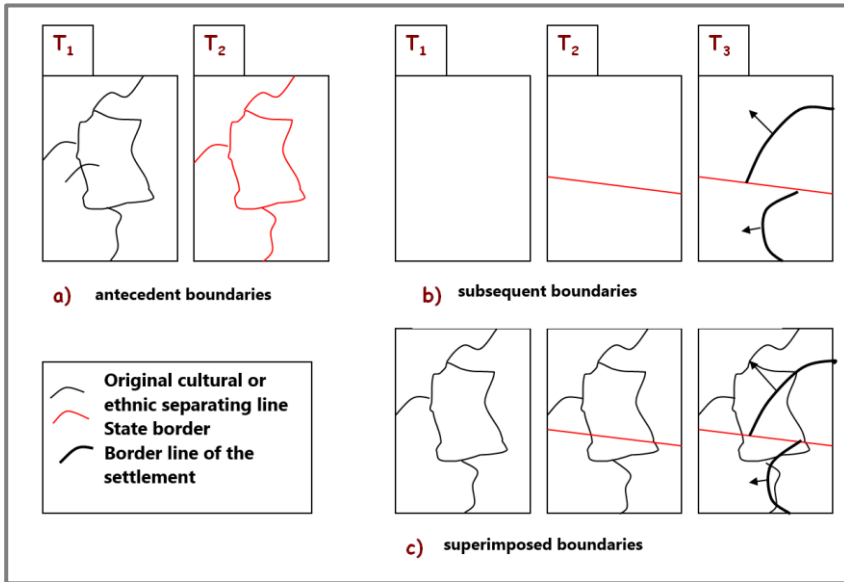 T1
T2
T1
T2
T3
a) antecedent boundaries
b) subsequent boundaries
Original cultural or
ethnic separating line
State border
Border line of the
settlement
c) superimposed boundaries